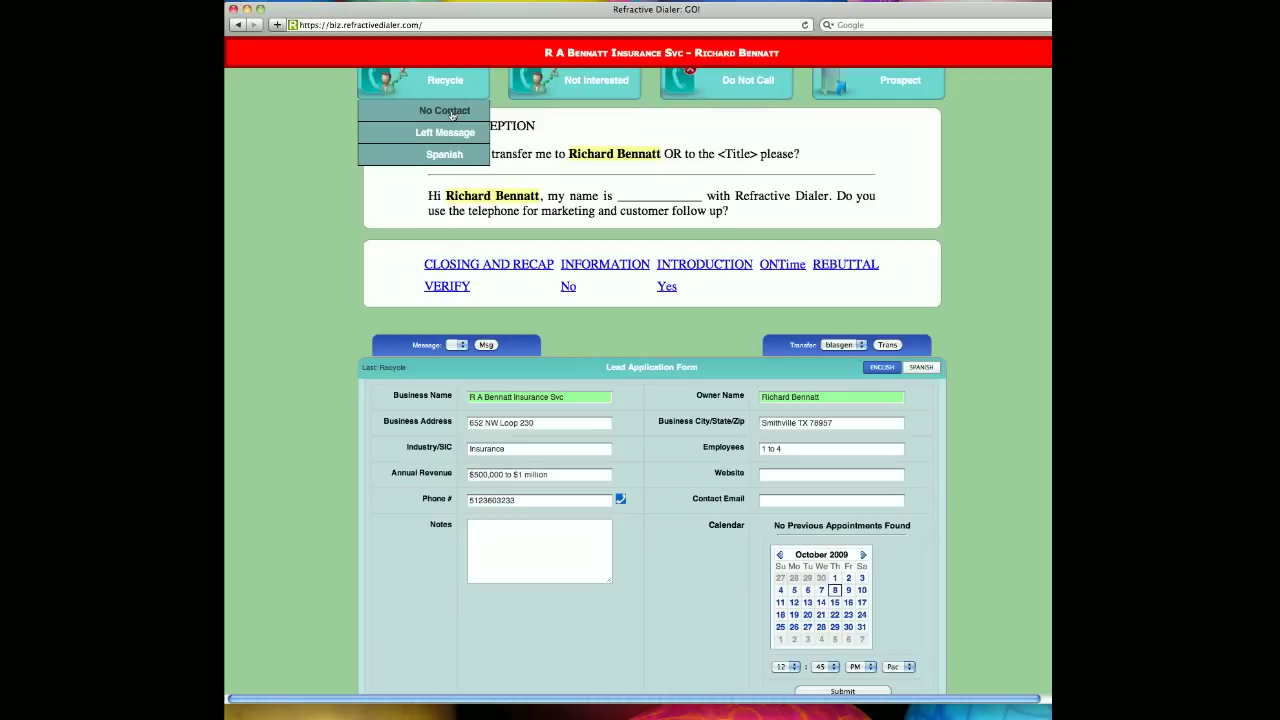 Refractive Dialer: GO!
https://biz.refractivedialer.com/
Google
R A Bennatt Insurance Svc - Richard Bennatt
Recycle
Not Interested
Do Not Call
Prospect
No Contact
Left Message
Spanish
EPTION
transfer me to Richard Bennatt OR to the <Title> please?
Hi Richard Bennatt, my name is _____________ with Refractive Dialer. Do you
use the telephone for marketing and customer follow up?
CLOSING AND RECAP INFORMATION INTRODUCTION ONTime REBUTTAL
VERIFY No Yes
Message: Msg
Transfer: blasgen Trans
Last: Recycle
Lead Application Form
ENGLISH SPANISH
Business Name R A Bennatt Insurance Svc
Owner Name Richard Bennatt
Business Address 652 NW Loop 230
Business City/State/Zip Smithville TX 78957
Industry/SIC Insurance
Employees 1 to 4
Annual Revenue $500,000 to $1 million
Website
Phone # 5123603233
Contact Email
Notes
Calendar No Previous Appointments Found
October 2009
Su Mo Tu We Th Fr Sa
27 28 29 30 1 2 3
4 5 6 7 8 9 10
11 12 13 14 15 16 17
18 19 20 21 22 23 24
25 26 27 28 29 30 31
1 2 3 4 5 6 7
12 : 45 PM Pac
Submit